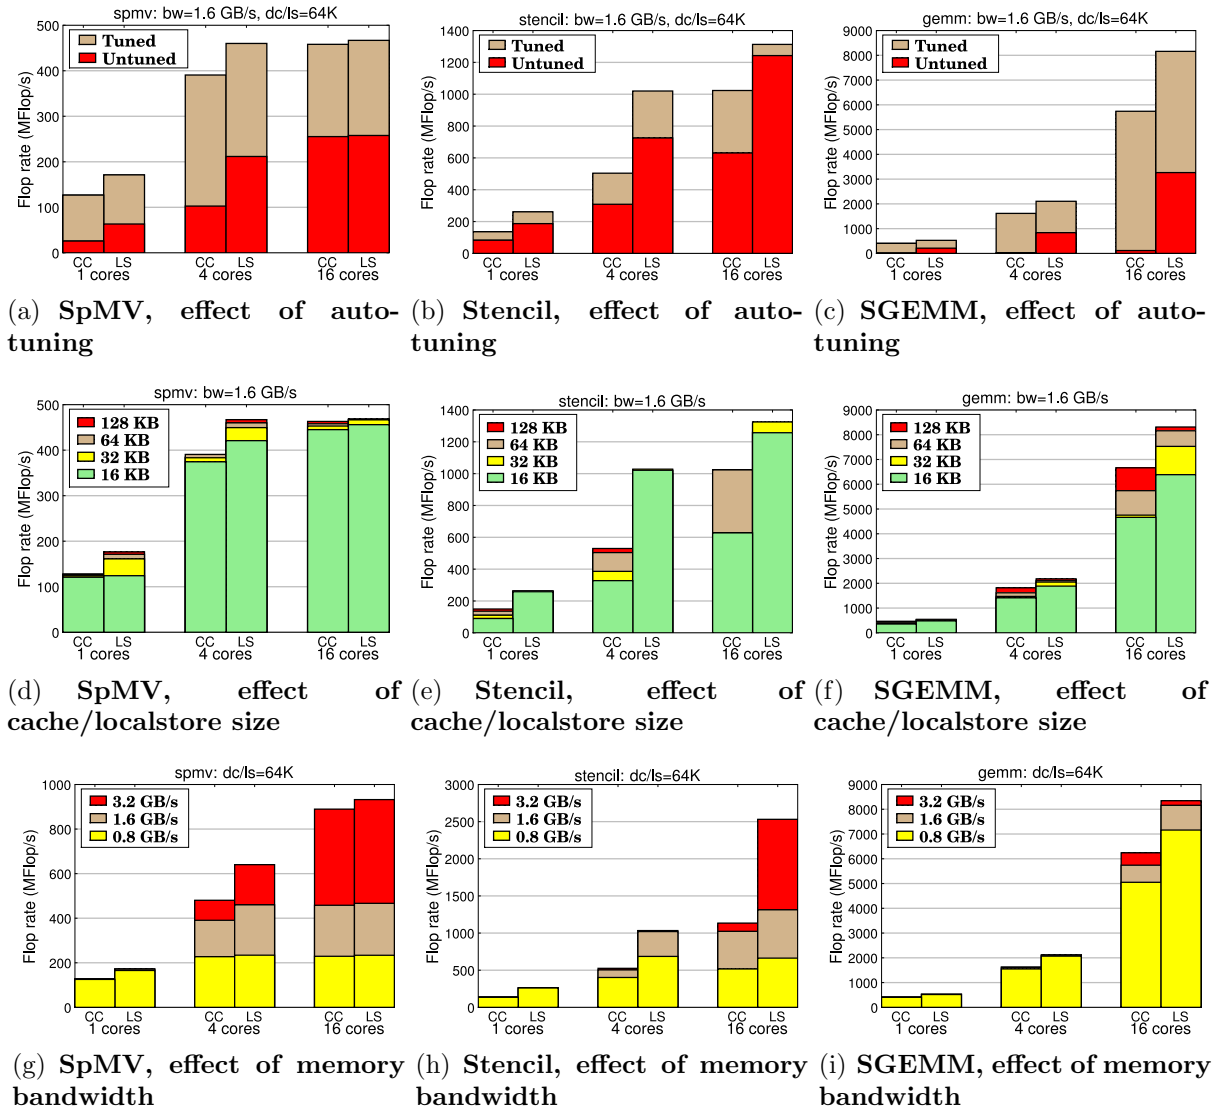 spmv: bw=1.6 GB/s, dc/ls=64K
Flop rate (MFlop/s)
500
400
300
200
100
0
Tuned
Untuned
CC LS CC LS CC LS
1 cores 4 cores 16 cores
(a) SpMV, effect of auto-
tuning
stencil: bw=1.6 GB/s, dc/ls=64K
Flop rate (MFlop/s)
1400
1200
1000
800
600
400
200
0
Tuned
Untuned
CC LS CC LS CC LS
1 cores 4 cores 16 cores
(b) Stencil, effect of auto-
tuning
gemm: bw=1.6 GB/s, dc/ls=64K
Flop rate (MFlop/s)
9000
8000
7000
6000
5000
4000
3000
2000
1000
0
Tuned
Untuned
CC LS CC LS CC LS
1 cores 4 cores 16 cores
(c) SGEMM, effect of auto-
tuning
spmv: bw=1.6 GB/s
Flop rate (MFlop/s)
500
400
300
200
100
0
128 KB
64 KB
32 KB
16 KB
CC LS CC LS CC LS
1 cores 4 cores 16 cores
(d) SpMV, effect of
cache/localstore size
stencil: bw=1.6 GB/s
Flop rate (MFlop/s)
1400
1200
1000
800
600
400
200
0
128 KB
64 KB
32 KB
16 KB
CC LS CC LS CC LS
1 cores 4 cores 16 cores
(e) Stencil, effect of
cache/localstore size
gemm: bw=1.6 GB/s
Flop rate (MFlop/s)
9000
8000
7000
6000
5000
4000
3000
2000
1000
0
128 KB
64 KB
32 KB
16 KB
CC LS CC LS CC LS
1 cores 4 cores 16 cores
(f) SGEMM, effect of
cache/localstore size
spmv: dc/ls=64K
Flop rate (MFlop/s)
1000
800
600
400
200
0
3.2 GB/s
1.6 GB/s
0.8 GB/s
CC LS CC LS CC LS
1 cores 4 cores 16 cores
(g) SpMV, effect of memory
bandwidth
stencil: dc/ls=64K
Flop rate (MFlop/s)
3000
2500
2000
1500
1000
500
0
3.2 GB/s
1.6 GB/s
0.8 GB/s
CC LS CC LS CC LS
1 cores 4 cores 16 cores
(h) Stencil, effect of memory
bandwidth
gemm: dc/ls=64K
Flop rate (MFlop/s)
9000
8000
7000
6000
5000
4000
3000
2000
1000
0
3.2 GB/s
1.6 GB/s
0.8 GB/s
CC LS CC LS CC LS
1 cores 4 cores 16 cores
(i) SGEMM, effect of memory
bandwidth